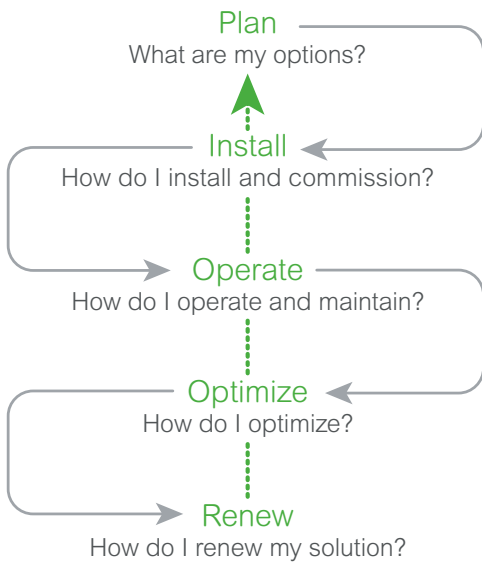 Plan
What are my options?
Install
How do I install and commission?
Operate
How do I operate and maintain?
Optimize
How do I optimize?
Renew
How do I renew my solution?